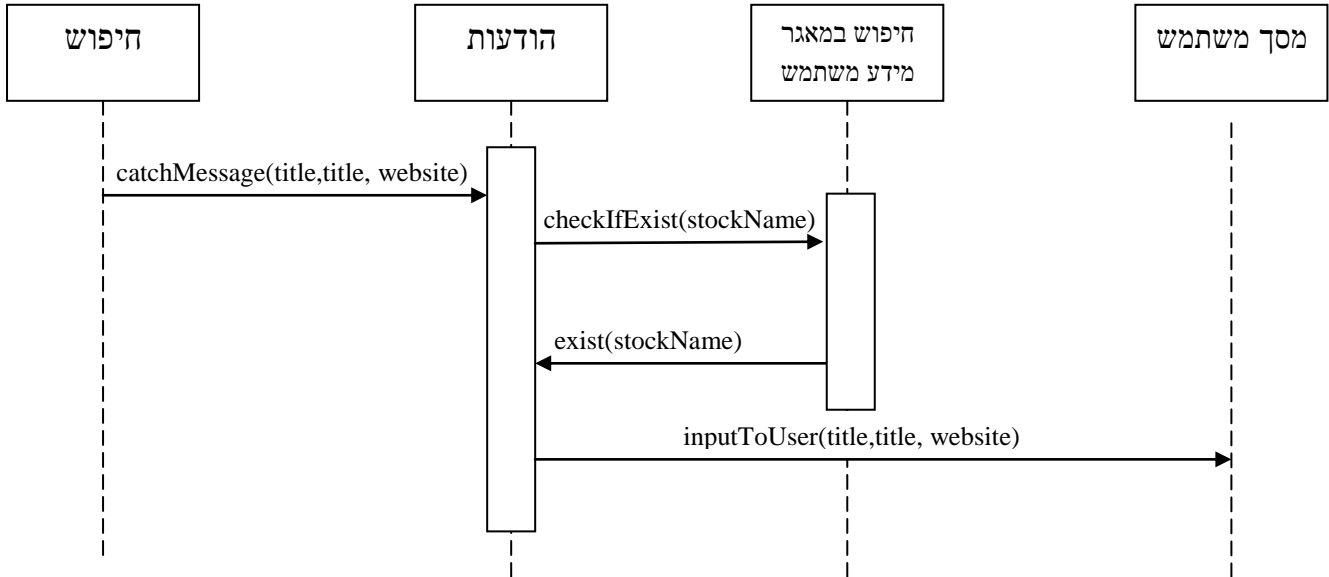 חיפוש
הודעות
חיפוש במאגר
מידע משתמש
מסך משתמש
catchMessage(title,title, website)
checkIfExist(stockName)
exist(stockName)
inputToUser(title,title, website)